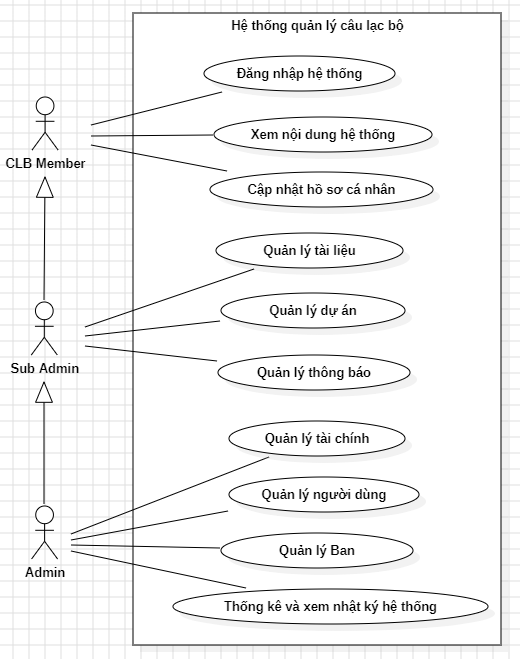 Hệ thống quản lý câu lạc bộ
Đăng nhập hệ thống
Xem nội dung hệ thống
CLB Member
Cập nhật hồ sơ cá nhân
Quản lý tài liệu
Quản lý dự án
Sub Admin
Quản lý thông báo
Quản lý tài chính
Quản lý người dùng
Quản lý Ban
Admin
Thống kê và xem nhật ký hệ thống